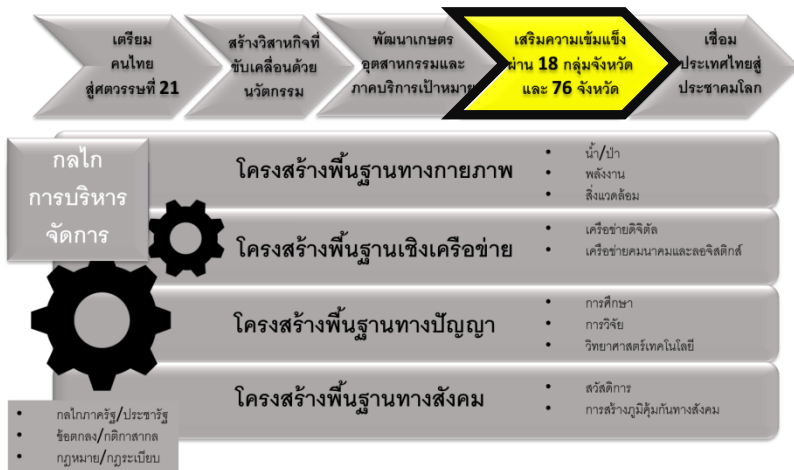 เตรียม
คนไทย
สู่ศตวรรษที่ 21
สร้างวิสาหกิจที่
ขับเคลื่อนด้วย
นวัตกรรม
พัฒนาเกษตร
อุตสาหกรรมและ
ภาคบริการเป้าหมาย
เสริมความเข้มแข็ง
ผ่าน 18 กลุ่มจังหวัด
และ 76 จังหวัด
เชื่อม
ประเทศไทยสู่
ประชาคมโลก
กลไก
การบริหาร
จัดการ
โครงสร้างพื้นฐานทางกายภาพ
• น้ำ/ป่า
• พลังงาน
• สิ่งแวดล้อม
โครงสร้างพื้นฐานเชิงเครือข่าย
• เครือข่ายดิจิตัล
• เครือข่ายคมนาคมและลอจิสติกส์
โครงสร้างพื้นฐานทางปัญญา
• การศึกษา
• การวิจัย
• วิทยาศาสตร์เทคโนโลยี
โครงสร้างพื้นฐานทางสังคม
• สวัสดิการ
• การสร้างภูมิคุ้มกันทางสังคม
• กลไกภาครัฐ/ประชารัฐ
• ข้อตกลง/กติกาสากล
• กฎหมาย/กฎระเบียบ